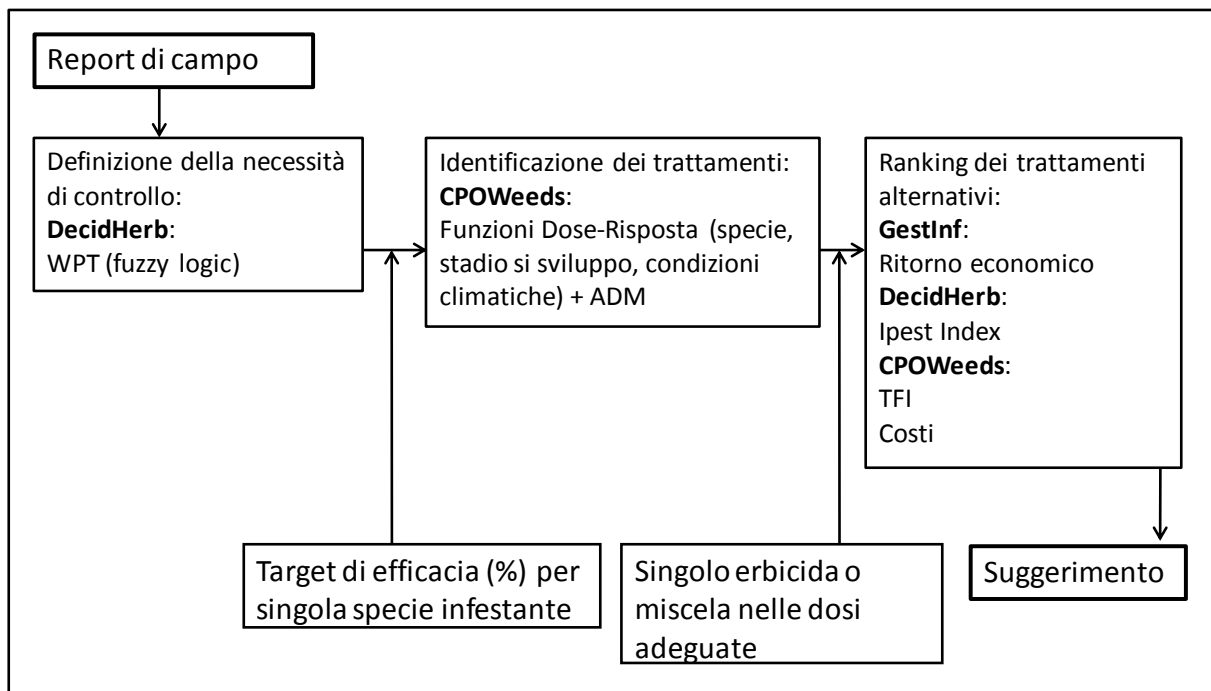 Report di campo
Definizione della necessità
di controllo:
DecidHerb:
WPT (fuzzy logic)
Identificazione dei trattamenti:
CPOWeeds:
Funzioni Dose-Risposta (specie,
stadio si sviluppo, condizioni
climatiche) + ADM
Ranking dei trattamenti
alternativi:
GestInf:
Ritorno economico
DecidHerb:
Ipest Index
CPOWeeds:
TFI
Costi
Target di efficacia (%) per
singola specie infestante
Singolo erbicida o
miscela nelle dosi
adeguate
Suggerimento